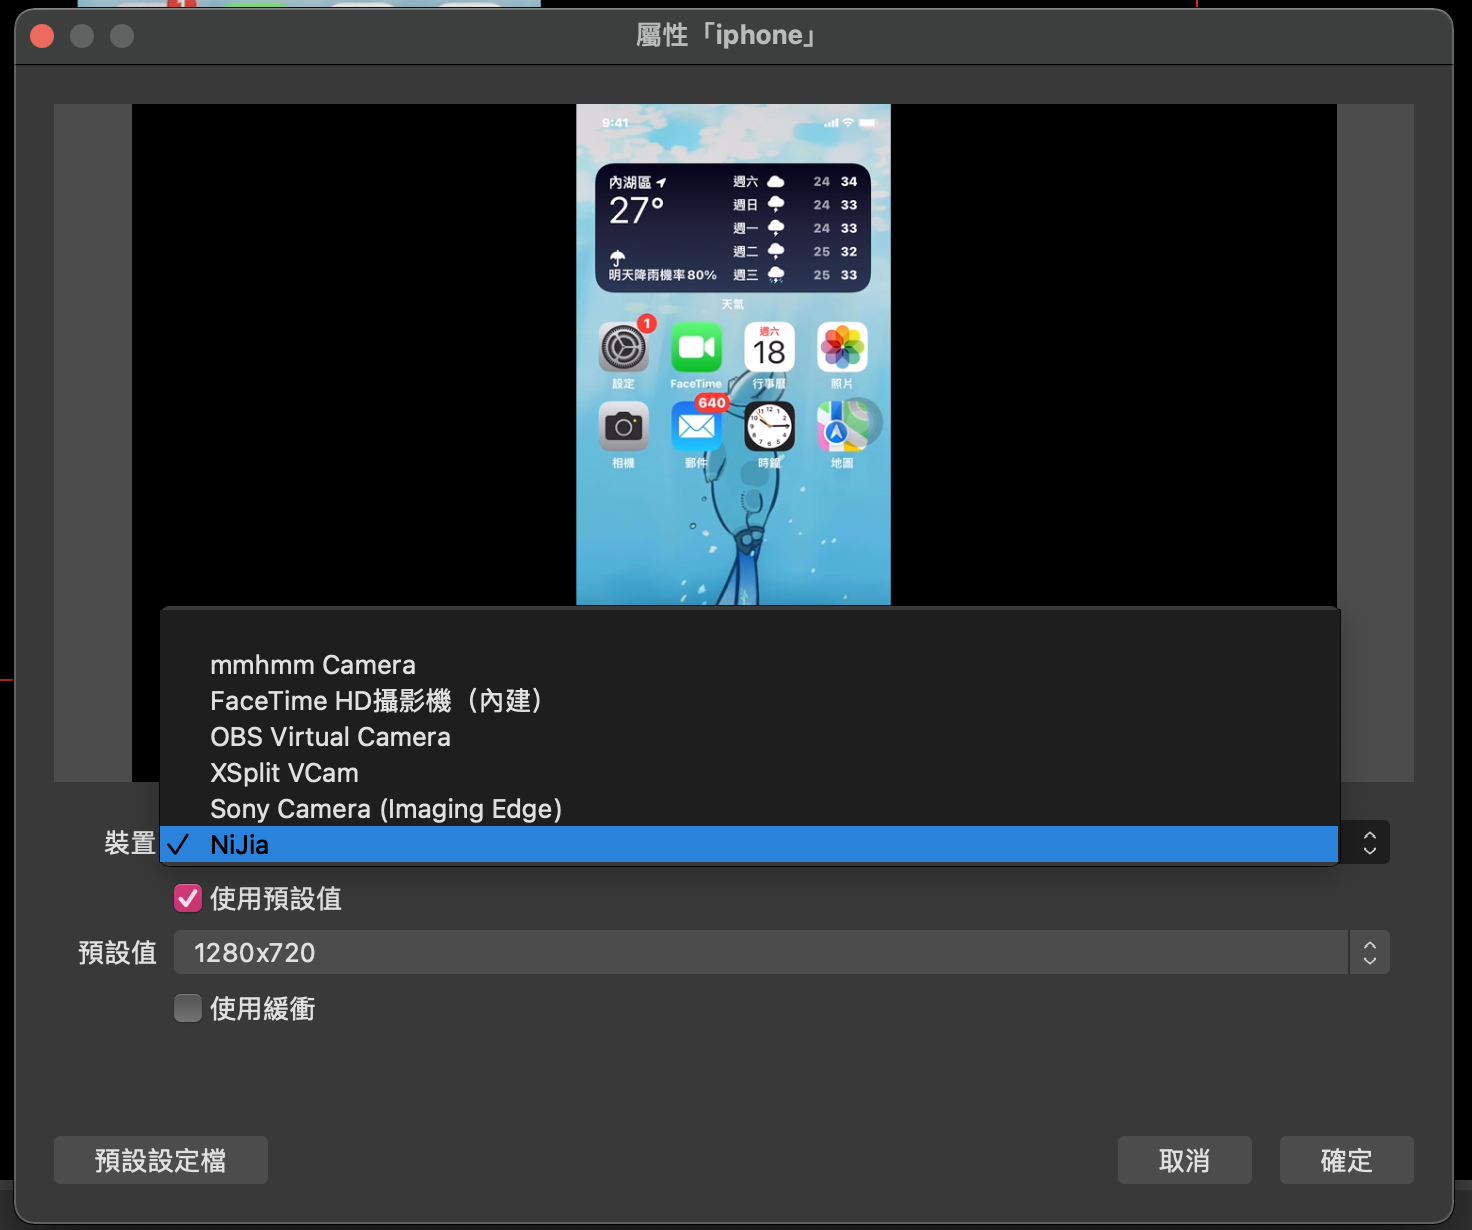 1
屬性「iphone」
9:41
內湖區
27°
明天降雨機率80%
週六 24 34
週日 24 33
週一 24 33
週二 25 32
週三 25 33
天氣
1
週六
18
設定
FaceTime
行事曆
照片
640
相機
郵件
時鐘
地圖
mmhmm Camera
FaceTime HD攝影機（內建）
OBS Virtual Camera
XSplit VCam
Sony Camera (Imaging Edge)
裝置 ✓ NiJia
使用預設值
預設值 1280x720
使用緩衝
預設設定檔
取消
確定